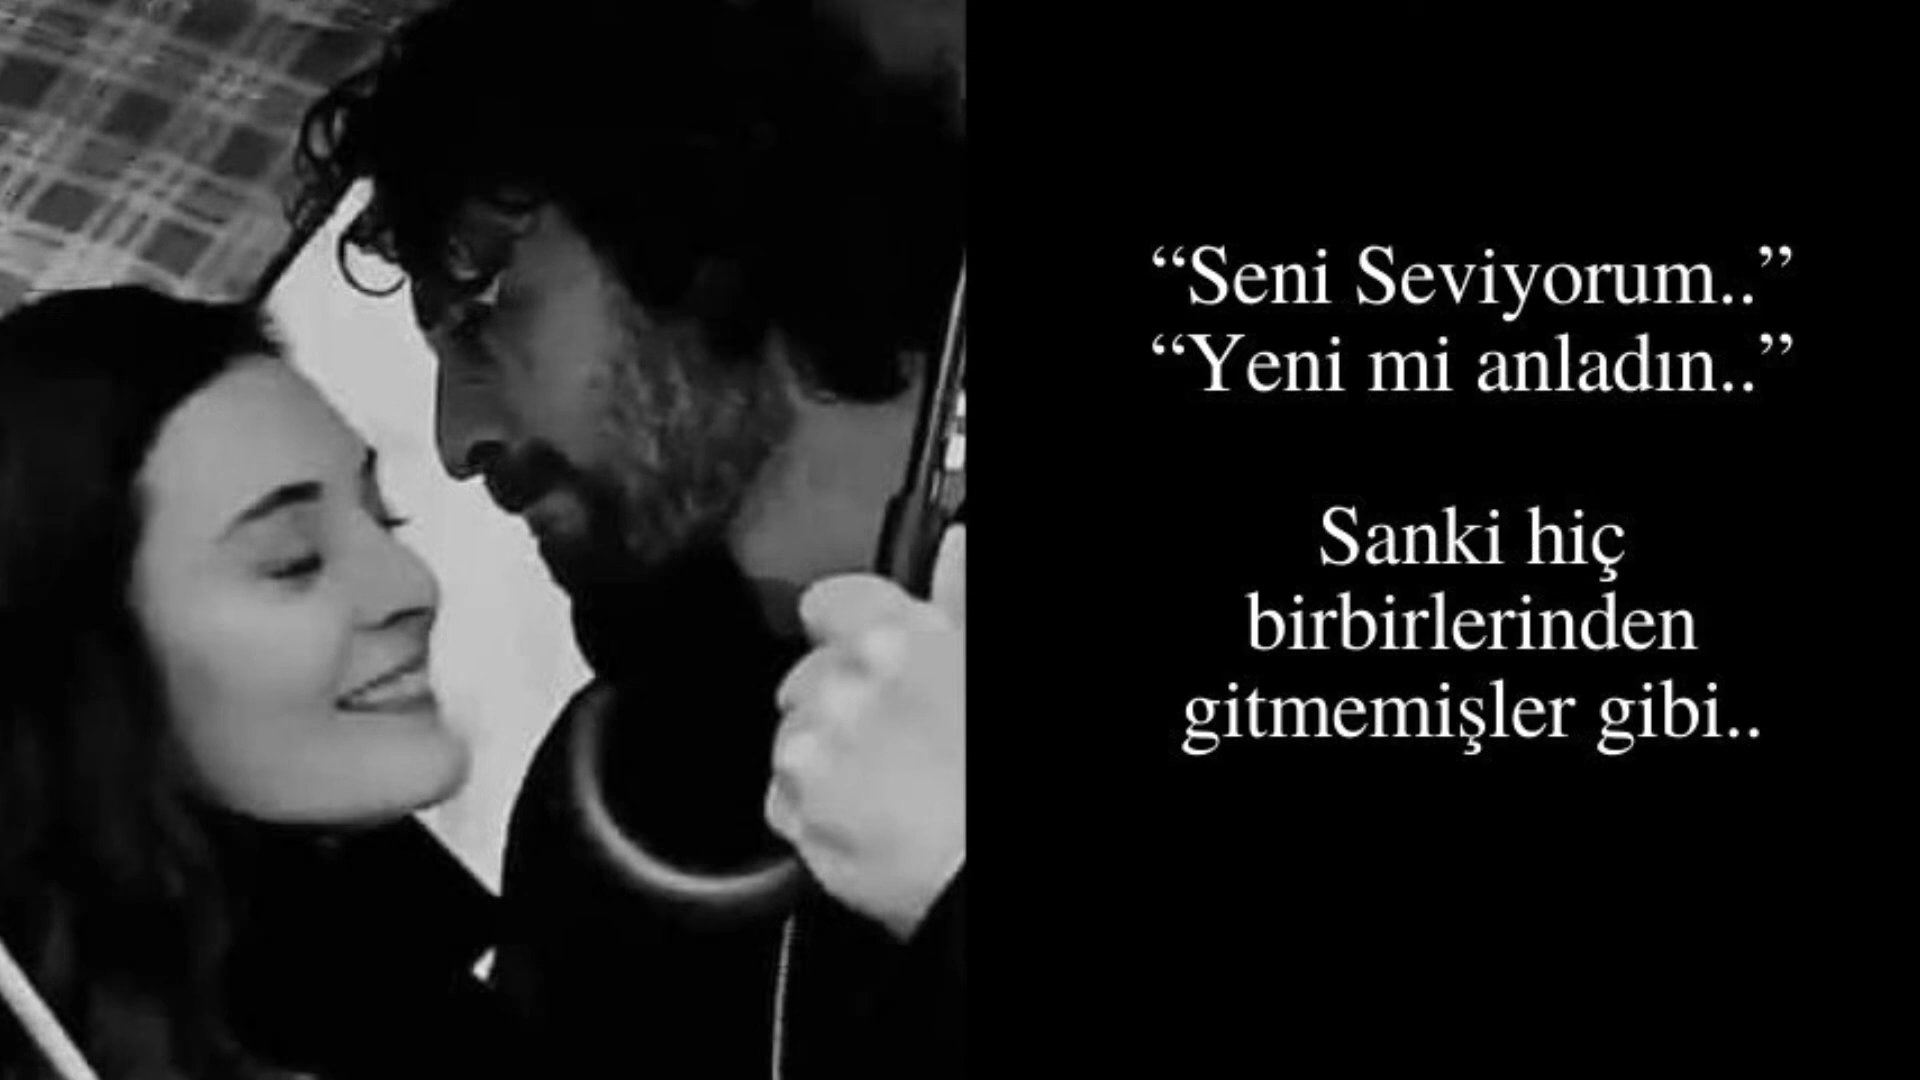 “Seni Seviyorum..”
“Yeni mi anladın..”
Sanki hiç
birbirlerinden
gitmemişler gibi..